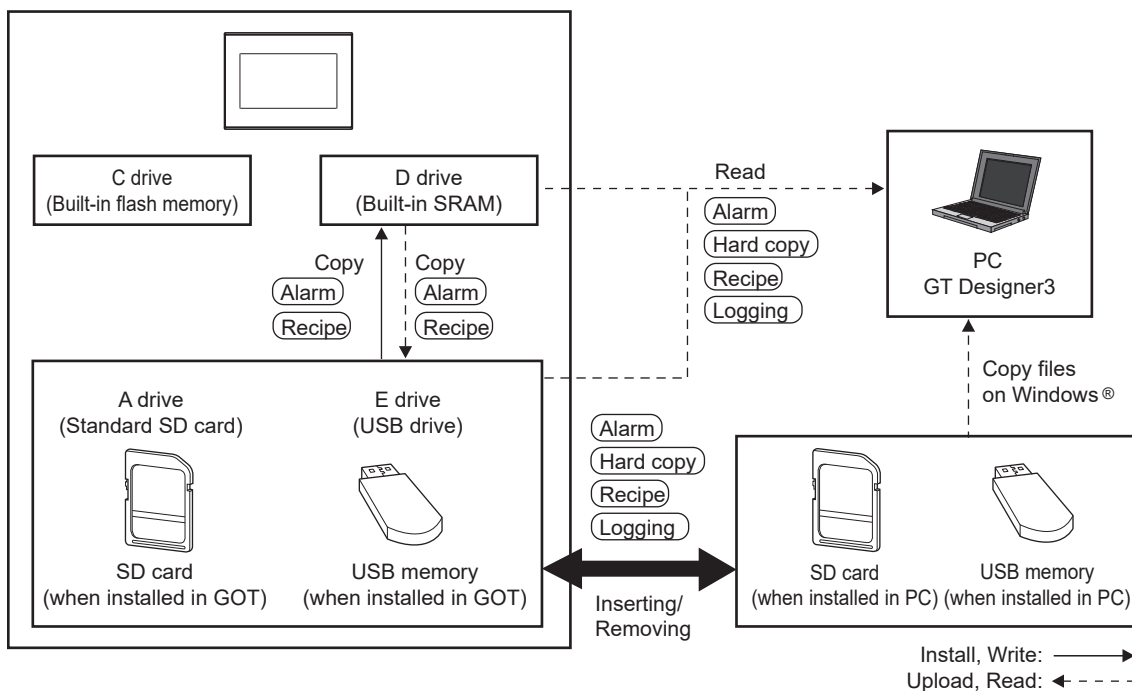 C drive
(Built-in flash memory)
D drive
(Built-in SRAM)
Read
Alarm
Hard copy
Recipe
Logging
PC
GT Designer3
Copy
Alarm
Recipe
Copy
Alarm
Recipe
Copy files
on Windows®
A drive
(Standard SD card)
E drive
(USB drive)
SD card
(when installed in GOT)
USB memory
(when installed in GOT)
Alarm
Hard copy
Recipe
Logging
Inserting/
Removing
SD card
(when installed in PC)
USB memory
(when installed in PC)
Install, Write:
Upload, Read: